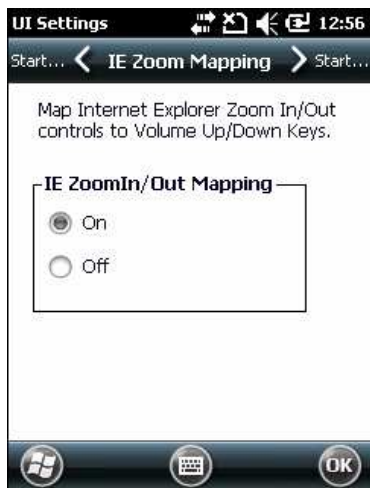 UI Settings 12:56
Start... IE Zoom Mapping Start...
Map Internet Explorer Zoom In/Out
controls to Volume Up/Down Keys.
IE ZoomIn/Out Mapping
On
Off
OK